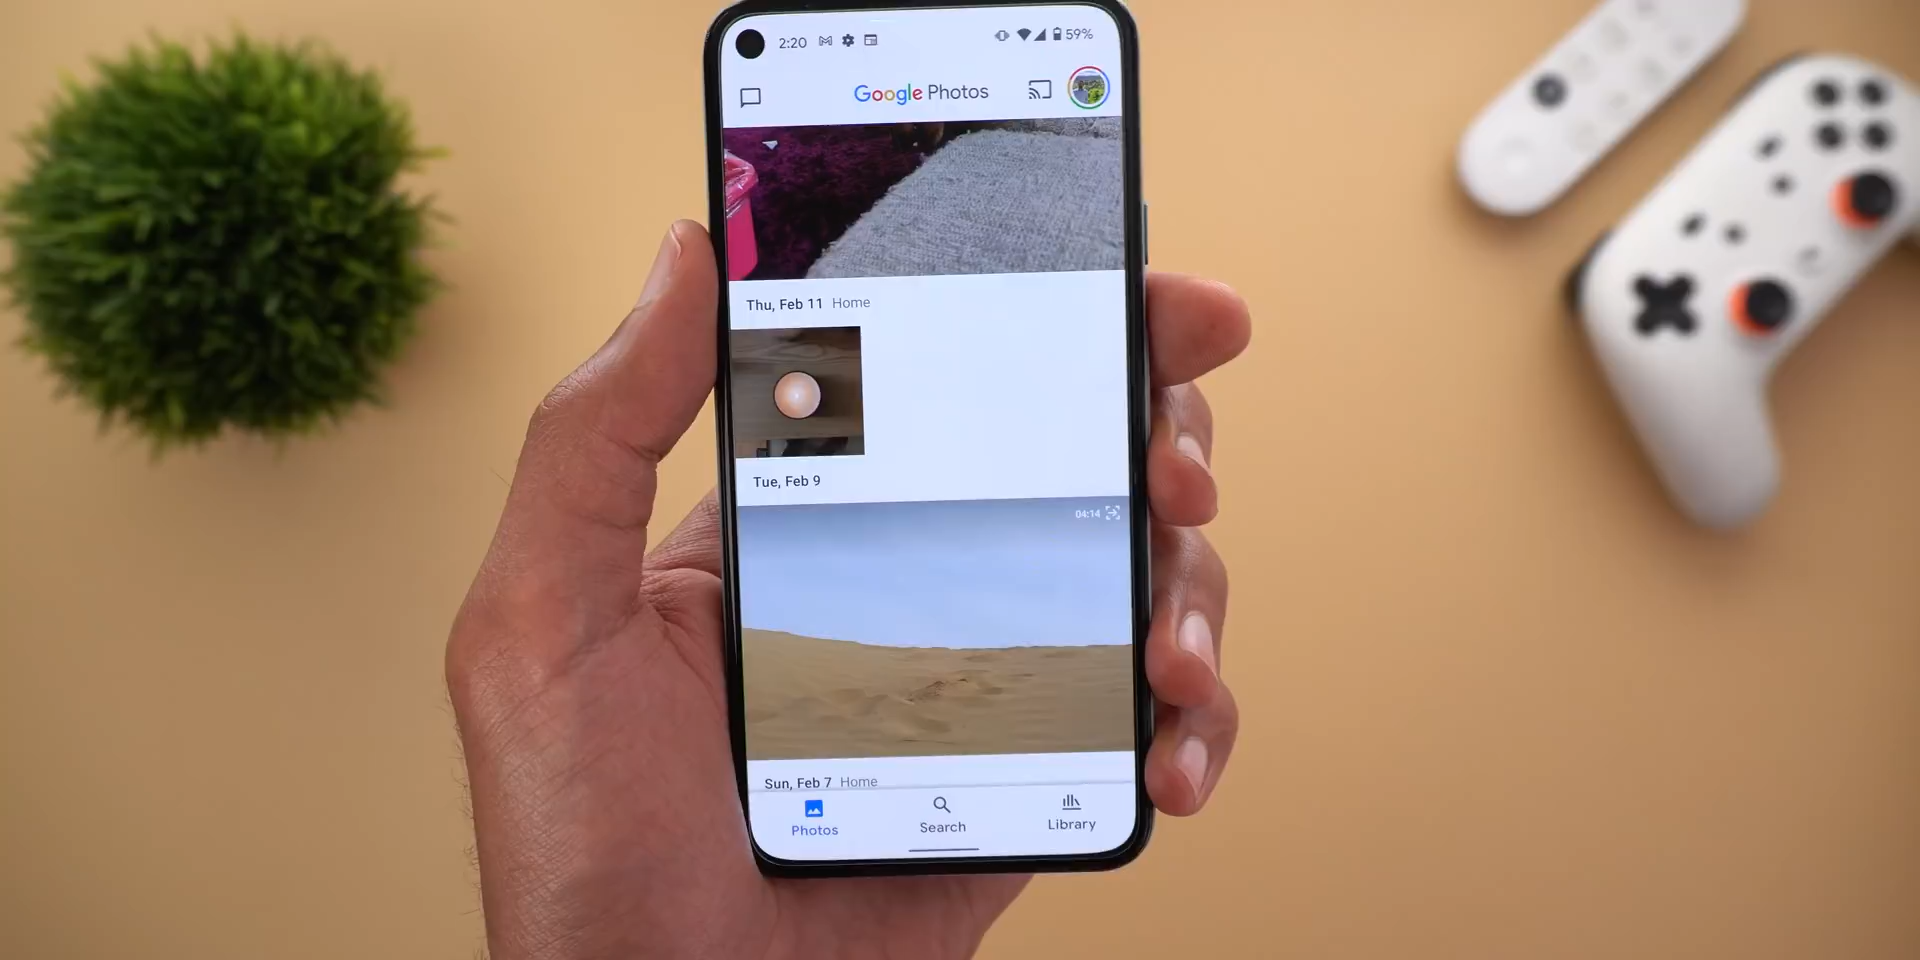 2:20 59%
Google Photos
Thu, Feb 11 Home
Tue, Feb 9
04:14
Sun, Feb 7 Home
Photos Search Library